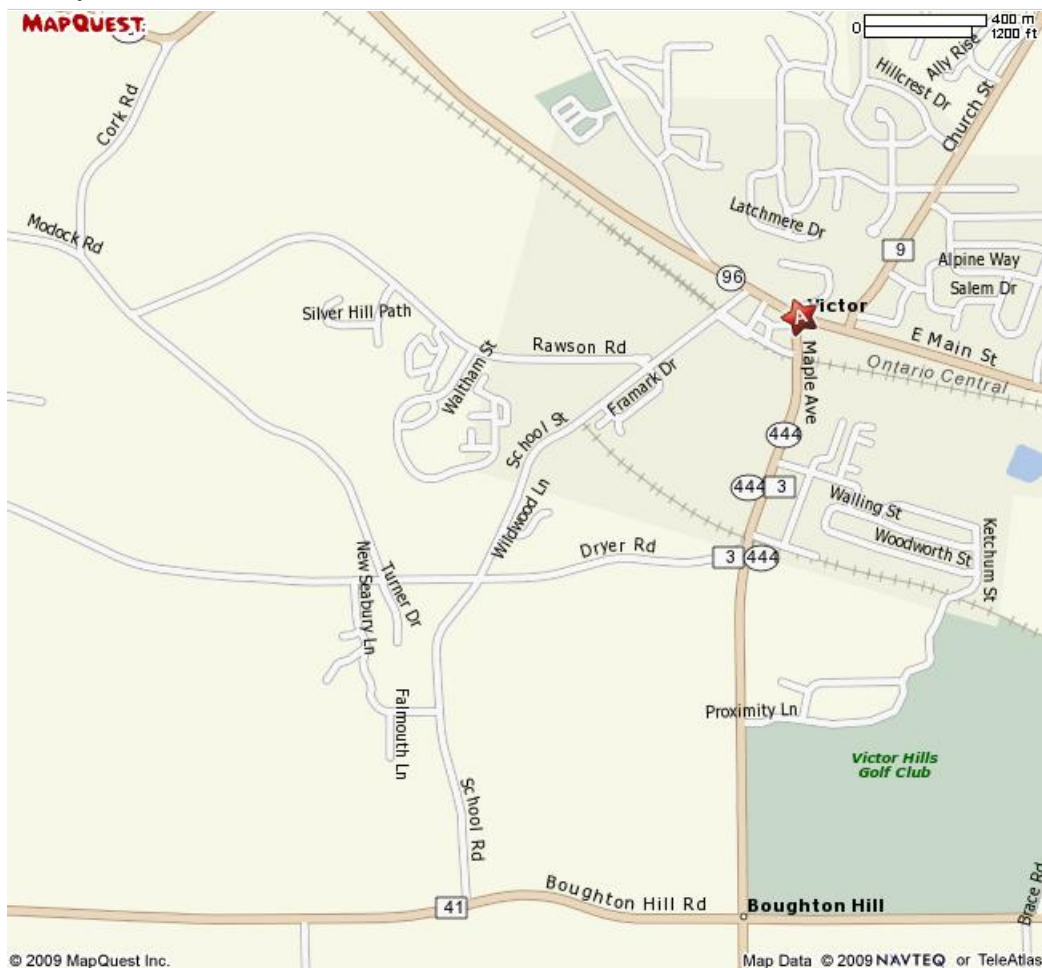 MAPQUEST.
0
400 m
1200 ft
Ally Rise
Hillcrest Dr
Church St
Cork Rd
Modock Rd
Latchmere Dr
9
Alpine Way
Salem Dr
96
Victor
A
Silver Hill Path
E Main St
Rawson Rd
Waltham St
Framark Dr
Maple Ave
Ontario Central
School St
444
444
3
Walling St
Wildwood Ln
Woodworth St
Ketchum St
Dryer Rd
3
444
New Seabury Ln
Turner Dr
Falmouth Ln
Proximity Ln
Victor Hills
Golf Club
School Rd
41
Boughton Hill Rd
Boughton Hill
Brace Rd
© 2009 MapQuest Inc.
Map Data © 2009 NAVTEQ or TeleAtlas